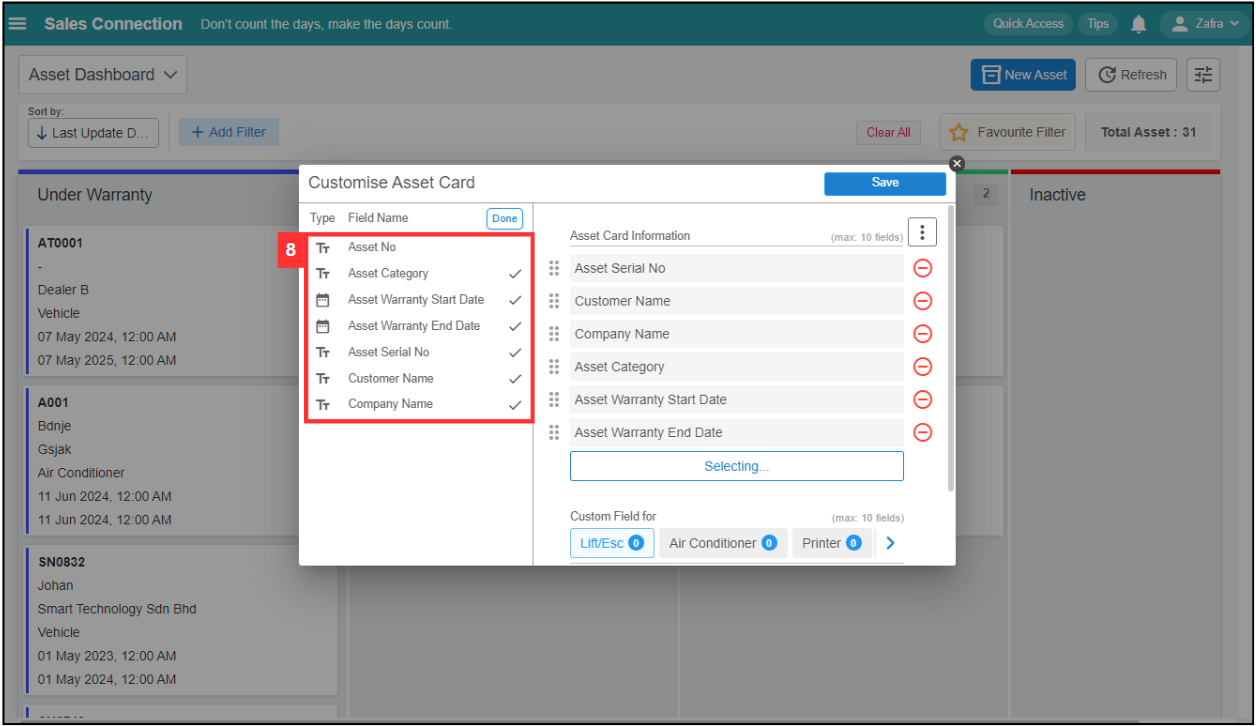 Sales Connection Don't count the days, make the days count. Quick Access Tips Zafra
Asset Dashboard New Asset Refresh
Sort by:
Last Update D... + Add Filter Clear All Favourite Filter Total Asset : 31
Under Warranty 2 Inactive
AT0001
-
Dealer B
Vehicle
07 May 2024, 12:00 AM
07 May 2025, 12:00 AM
A001
Bdnje
Gsjak
Air Conditioner
11 Jun 2024, 12:00 AM
11 Jun 2024, 12:00 AM
SN0832
Johan
Smart Technology Sdn Bhd
Vehicle
01 May 2023, 12:00 AM
01 May 2024, 12:00 AM
Customise Asset Card Save
Type Field Name Done
8
Tт Asset No
Tт Asset Category
Asset Warranty Start Date
Asset Warranty End Date
Tт Asset Serial No
Tт Customer Name
Tт Company Name
Asset Card Information (max: 10 fields)
Asset Serial No
Customer Name
Company Name
Asset Category
Asset Warranty Start Date
Asset Warranty End Date
Selecting...
Custom Field for (max: 10 fields)
Lift/Esc 0 Air Conditioner 0 Printer 0